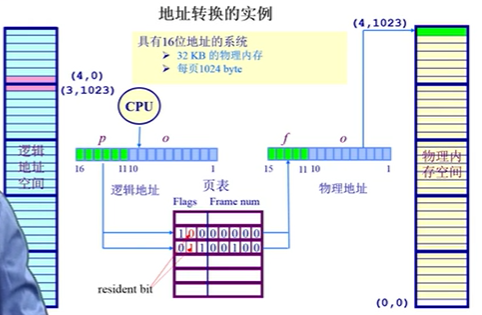 地址转换的实例
(4,1023)
具有16位地址的系统
32 KB 的物理内存
每页1024 byte
(4,0)
(3,1023)
CPU
p
o
f
o
16
11 10
1
15
11 10
1
逻辑
地址
空间
逻辑地址
页表
物理地址
物理内
存空间
Flags
Frame num
1 0 0 0 0 0 0 0
0 1 1 0 0 1 0 0
resident bit
(0,0)